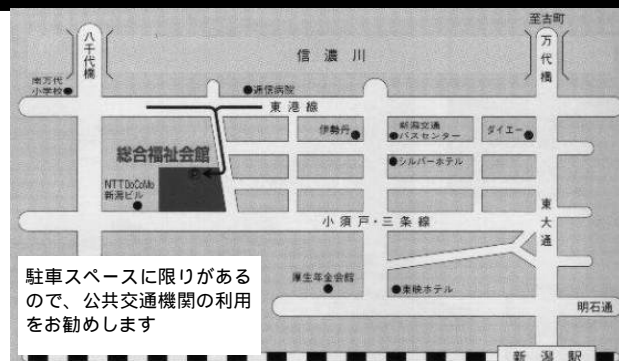 至古町
八千代橋
信濃川
万代橋
南万代
小学校
逓信病院
東港線
伊勢丹
新潟交通
バスセンター
ダイエー
総合福祉会館
P
シルバーホテル
NTTDoCoMo
新潟ビル
東大通
小須戸・三条線
駐車スペースに限りがある
ので、公共交通機関の利用
をお勧めします
厚生年金会館
東映ホテル
明石通
新潟駅